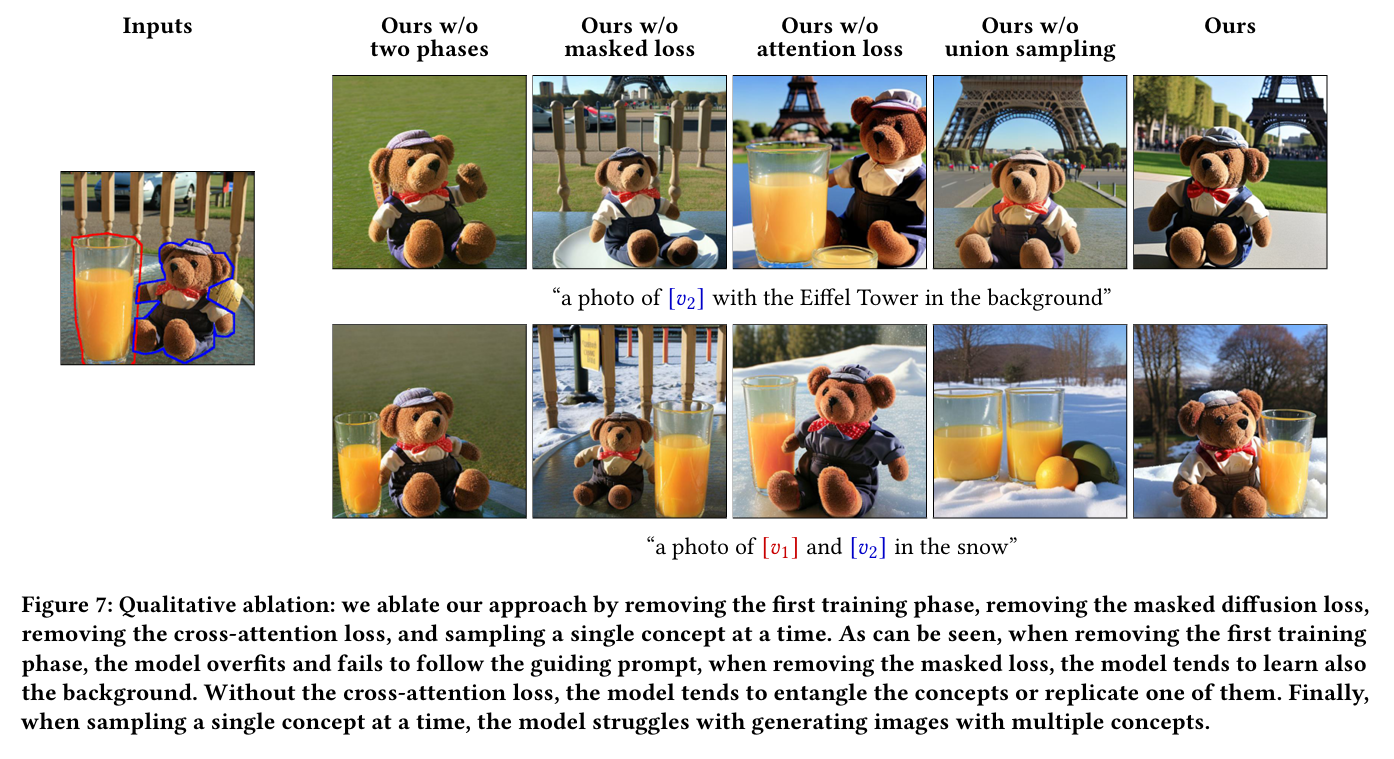 Inputs
Ours w/o
two phases
Ours w/o
masked loss
Ours w/o
attention loss
Ours w/o
union sampling
Ours
“a photo of [v₂] with the Eiffel Tower in the background”
“a photo of [v₁] and [v₂] in the snow”
Figure 7: Qualitative ablation: we ablate our approach by removing the first training phase, removing the masked diffusion loss,
removing the cross-attention loss, and sampling a single concept at a time. As can be seen, when removing the first training
phase, the model overfits and fails to follow the guiding prompt, when removing the masked loss, the model tends to learn also
the background. Without the cross-attention loss, the model tends to entangle the concepts or replicate one of them. Finally,
when sampling a single concept at a time, the model struggles with generating images with multiple concepts.